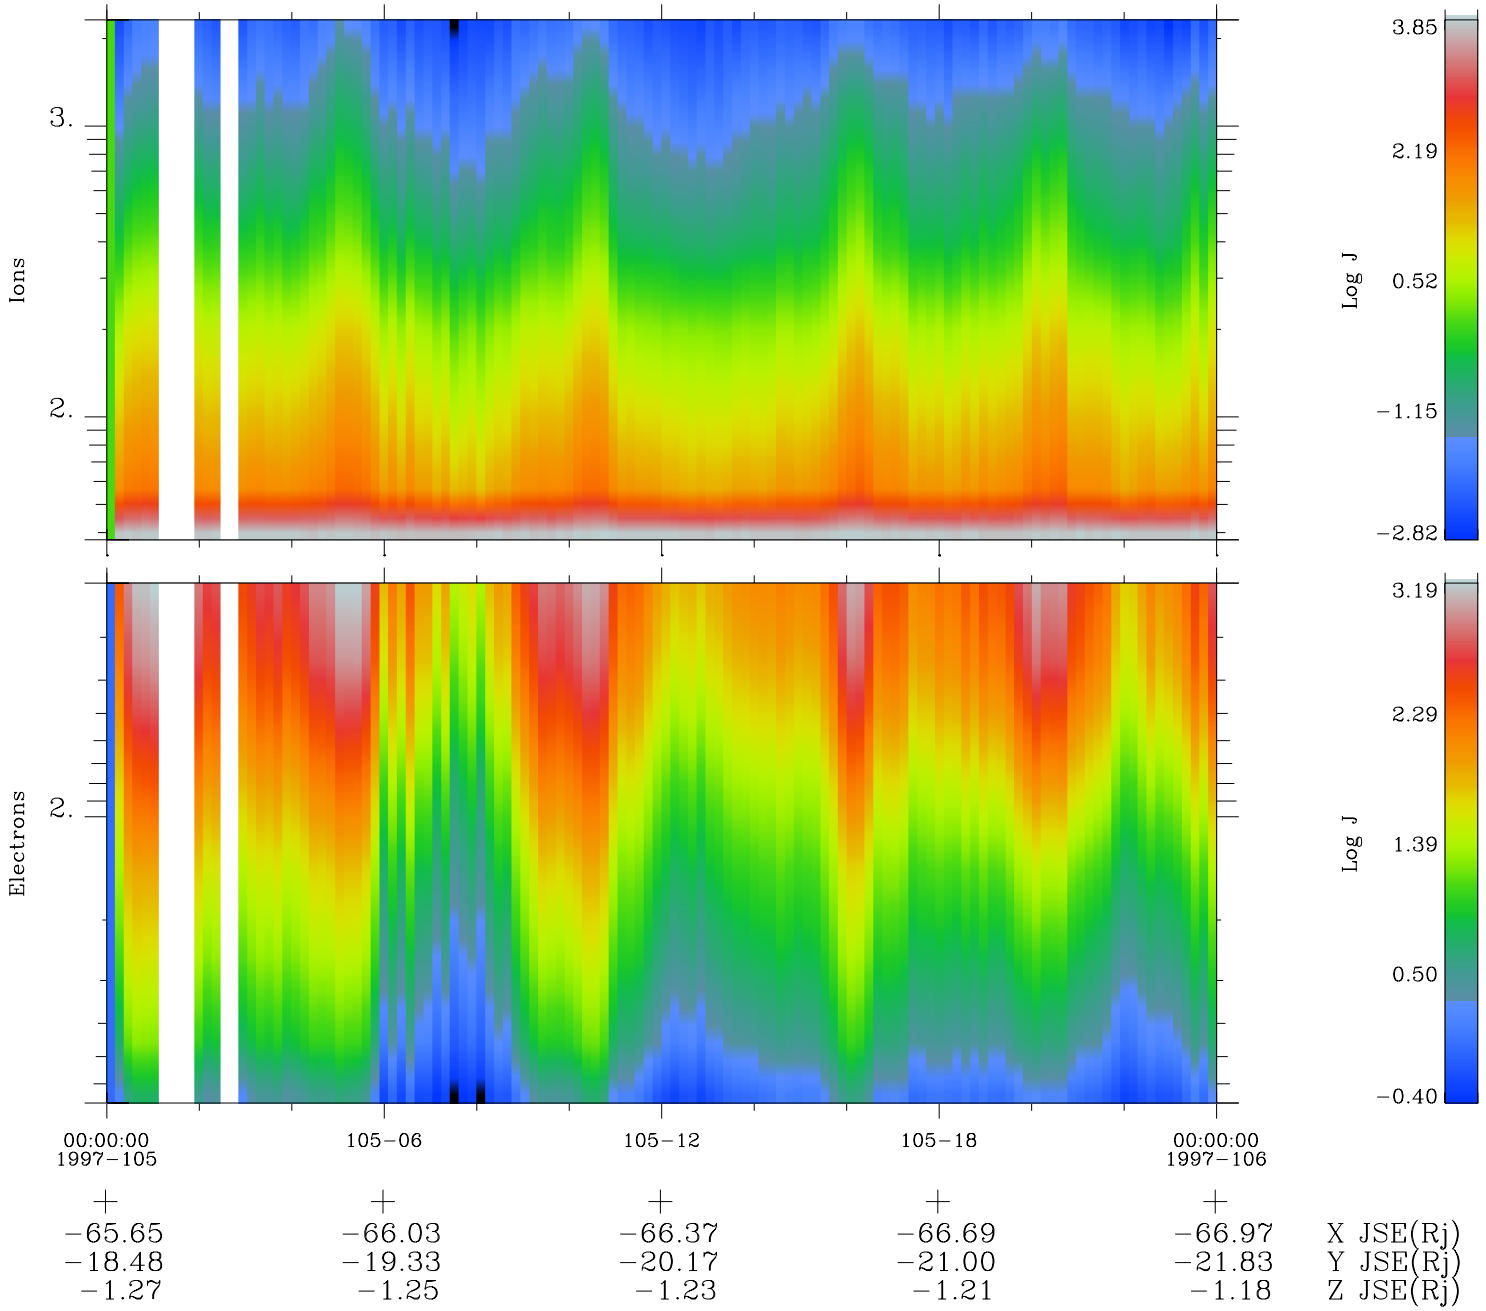 3.85
3.
2.19
Ions
Log J
0.52
2.
−1.15
−2.82
3.19
2.29
2.
Electrons
Log J
1.39
0.50
−0.40
00:00:00 105−06 105−12 105−18 00:00:00
1997−105 1997−106
−65.65 −66.03 −66.37 −66.69 −66.97 X JSE(Rj)
−18.48 −19.33 −20.17 −21.00 −21.83 Y JSE(Rj)
−1.27 −1.25 −1.23 −1.21 −1.18 Z JSE(Rj)